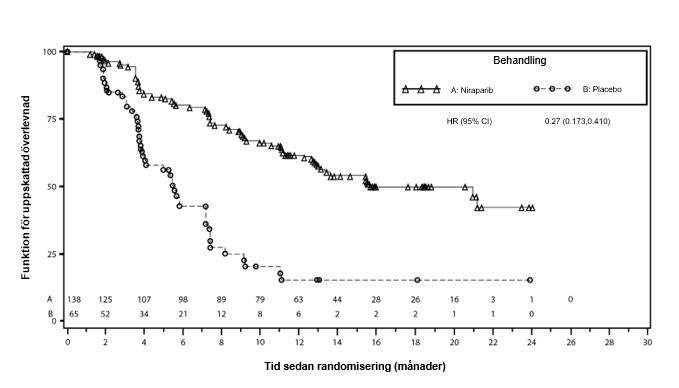 Behandling
A: Niraparib B: Placebo
HR (95% CI) 0.27 (0.173,0.410)
Funktion för uppskattad överlevnad
100
75
50
25
0
A 138 125 107 98 89 79 63 44 28 26 16 3 1 0
B 65 52 34 21 12 8 6 2 2 2 1 1 0
0 2 4 6 8 10 12 14 16 18 20 22 24 26 28 30
Tid sedan randomisering (månader)